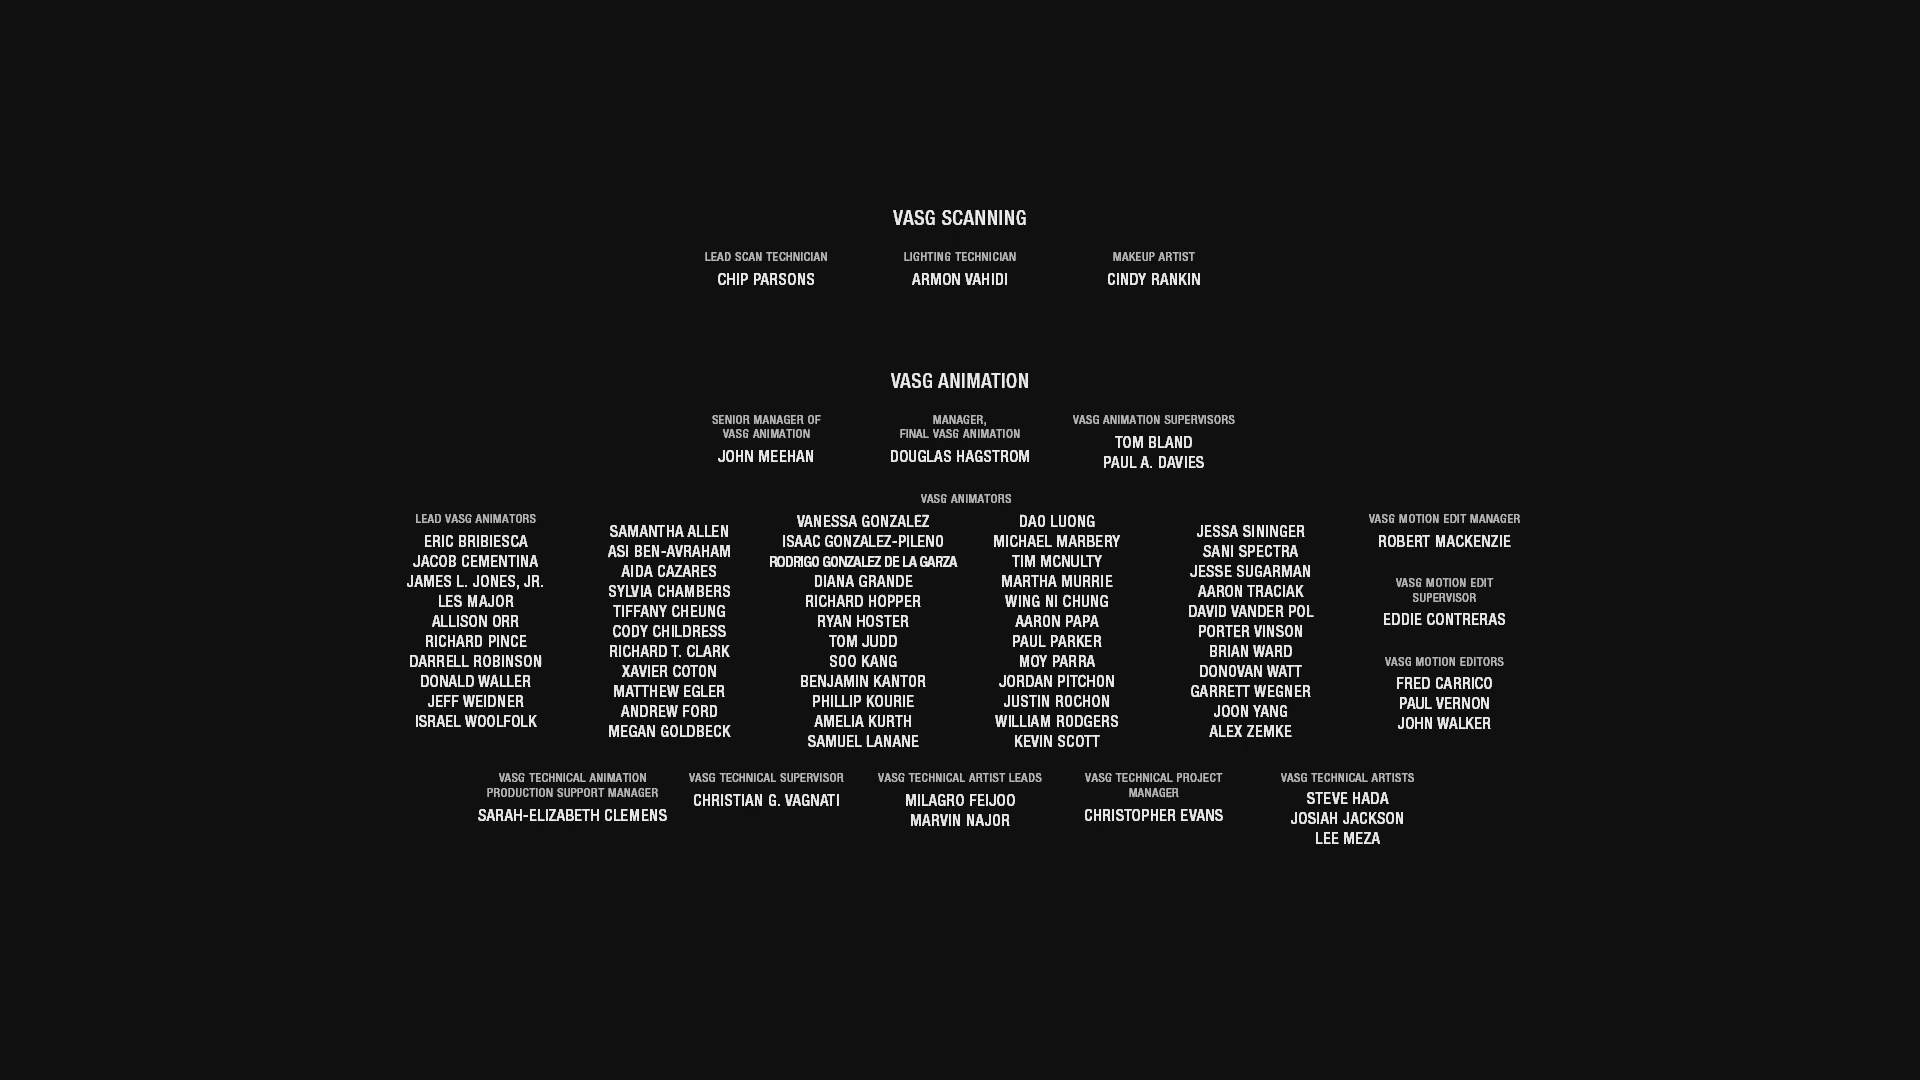 VASG SCANNING
LEAD SCAN TECHNICIAN
CHIP PARSONS
LIGHTING TECHNICIAN
ARMON VAHIDI
MAKEUP ARTIST
CINDY RANKIN
VASG ANIMATION
SENIOR MANAGER OF
VASG ANIMATION
JOHN MEEHAN
MANAGER,
FINAL VASG ANIMATION
DOUGLAS HAGSTROM
VASG ANIMATION SUPERVISORS
TOM BLAND
PAUL A. DAVIES
LEAD VASG ANIMATORS
ERIC BRIBIESCA
JACOB CEMENTINA
JAMES L. JONES, JR.
LES MAJOR
ALLISON ORR
RICHARD PINCE
DARRELL ROBINSON
DONALD WALLER
JEFF WEIDNER
ISRAEL WOOLFOLK
VASG ANIMATORS
SAMANTHA ALLEN
ASI BEN-AVRAHAM
AIDA CAZARES
SYLVIA CHAMBERS
TIFFANY CHEUNG
CODY CHILDRESS
RICHARD T. CLARK
XAVIER COTON
MATTHEW EGLER
ANDREW FORD
MEGAN GOLDBECK
VANESSA GONZALEZ
ISAAC GONZALEZ-PILENO
RODRIGO GONZALEZ DE LA GARZA
DIANA GRANDE
RICHARD HOPPER
RYAN HOSTER
TOM JUDD
SOO KANG
BENJAMIN KANTOR
PHILLIP KOURIE
AMELIA KURTH
SAMUEL LANANE
DAO LUONG
MICHAEL MARBERY
TIM MCNULTY
MARTHA MURRIE
WING NI CHUNG
AARON PAPA
PAUL PARKER
MOY PARRA
JORDAN PITCHON
JUSTIN ROCHON
WILLIAM RODGERS
KEVIN SCOTT
JESSA SININGER
SANI SPECTRA
JESSE SUGARMAN
AARON TRACIAK
DAVID VANDER POL
PORTER VINSON
BRIAN WARD
DONOVAN WATT
GARRETT WEGNER
JOON YANG
ALEX ZEMKE
VASG MOTION EDIT MANAGER
ROBERT MACKENZIE
VASG MOTION EDIT
SUPERVISOR
EDDIE CONTRERAS
VASG MOTION EDITORS
FRED CARRICO
PAUL VERNON
JOHN WALKER
VASG TECHNICAL ANIMATION
PRODUCTION SUPPORT MANAGER
SARAH-ELIZABETH CLEMENS
VASG TECHNICAL SUPERVISOR
CHRISTIAN G. VAGNATI
VASG TECHNICAL ARTIST LEADS
MILAGRO FEIJOO
MARVIN NAJOR
VASG TECHNICAL PROJECT
MANAGER
CHRISTOPHER EVANS
VASG TECHNICAL ARTISTS
STEVE HADA
JOSIAH JACKSON
LEE MEZA